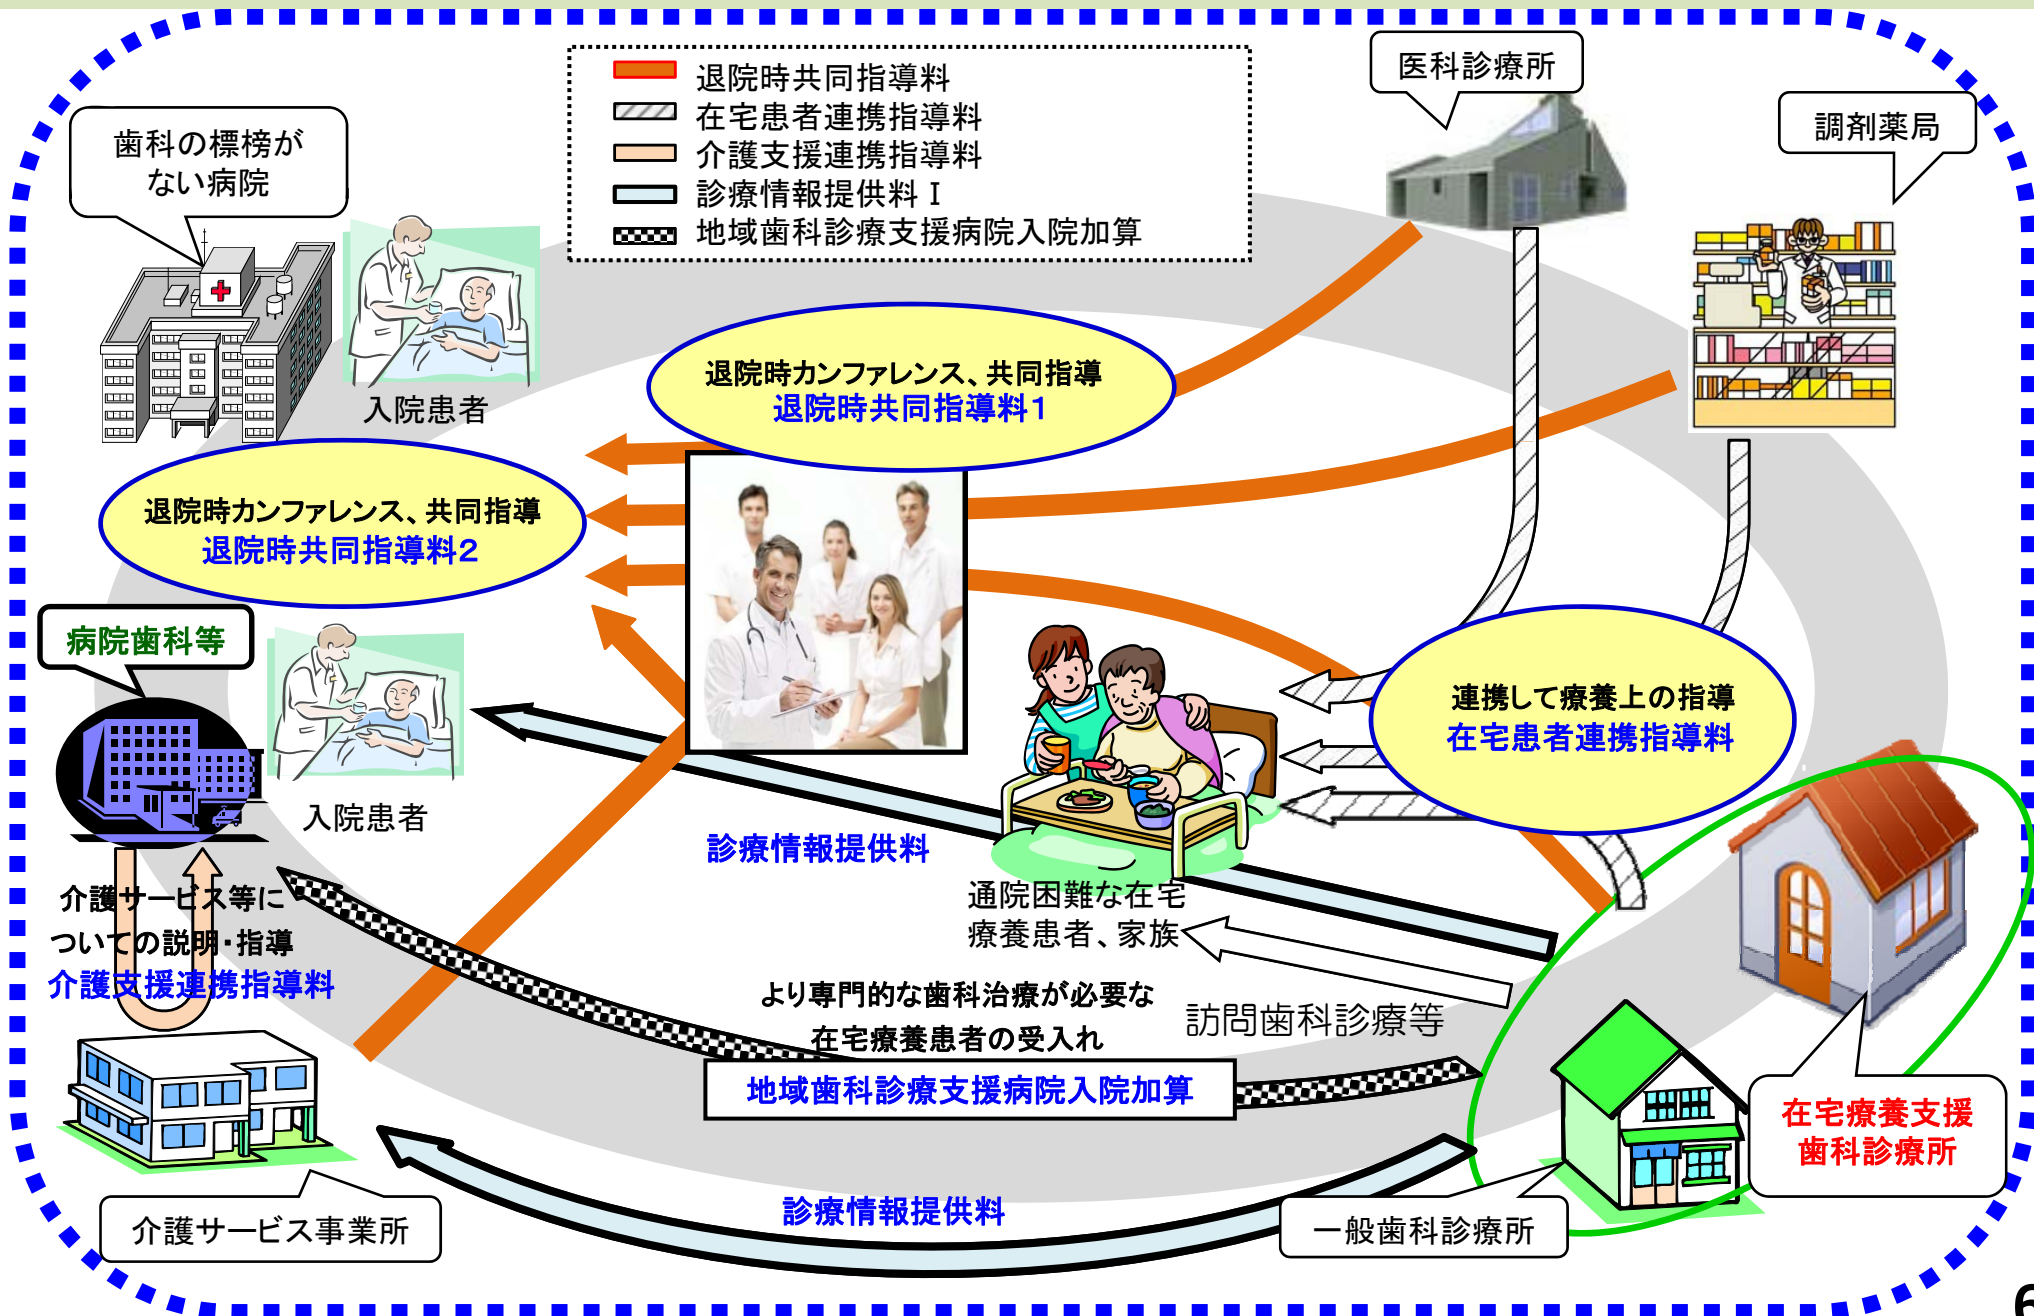 退院時共同指導料
在宅患者連携指導料
介護支援連携指導料
診療情報提供料Ⅰ
地域歯科診療支援病院入院加算
医科診療所
調剤薬局
歯科の標榜が
ない病院
入院患者
退院時カンファレンス、共同指導
退院時共同指導料1
退院時カンファレンス、共同指導
退院時共同指導料2
病院歯科等
入院患者
連携して療養上の指導
在宅患者連携指導料
診療情報提供料
通院困難な在宅
療養患者、家族
介護サービス等に
ついての説明・指導
介護支援連携指導料
より専門的な歯科治療が必要な
在宅療養患者の受入れ
訪問歯科診療等
地域歯科診療支援病院入院加算
在宅療養支援
歯科診療所
診療情報提供料
介護サービス事業所
一般歯科診療所